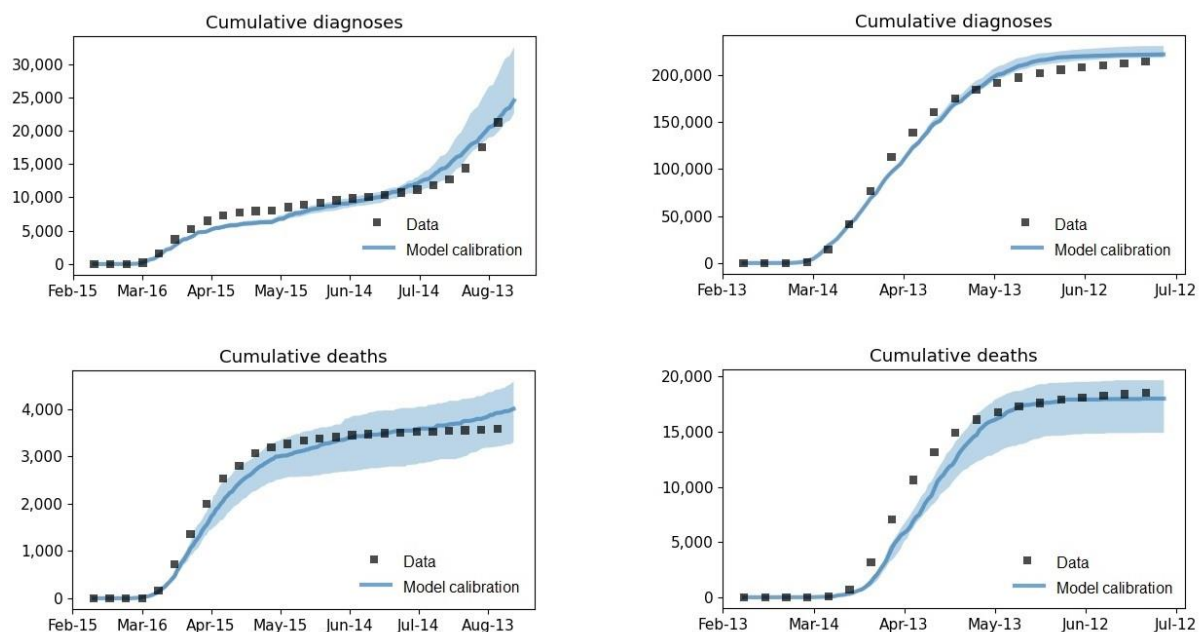 Cumulative diagnoses
30,000
25,000
20,000
15,000
10,000
5,000
0
Data
Model calibration
Feb-15 Mar-16 Apr-15 May-15 Jun-14 Jul-14 Aug-13
Cumulative diagnoses
200,000
150,000
100,000
50,000
0
Data
Model calibration
Feb-13 Mar-14 Apr-13 May-13 Jun-12 Jul-12
Cumulative deaths
4,000
3,000
2,000
1,000
0
Data
Model calibration
Feb-15 Mar-16 Apr-15 May-15 Jun-14 Jul-14 Aug-13
Cumulative deaths
20,000
15,000
10,000
5,000
0
Data
Model calibration
Feb-13 Mar-14 Apr-13 May-13 Jun-12 Jul-12